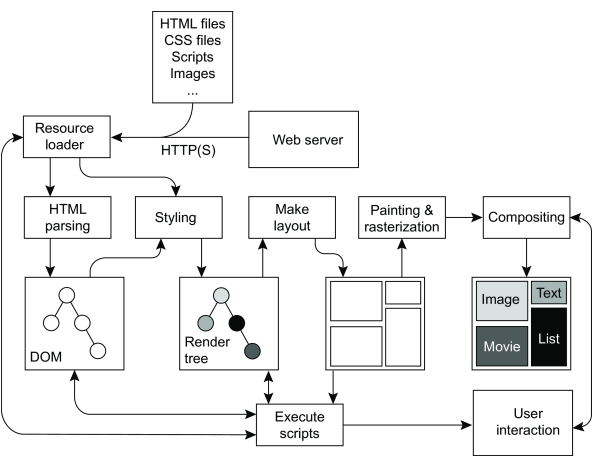 HTML files
CSS files
Scripts
Images
...
Resource
loader
HTTP(S)
Web server
HTML
parsing
Styling
Make
layout
Painting &
rasterization
Compositing
DOM
Render
tree
Image
Text
Movie
List
Execute
scripts
User
interaction